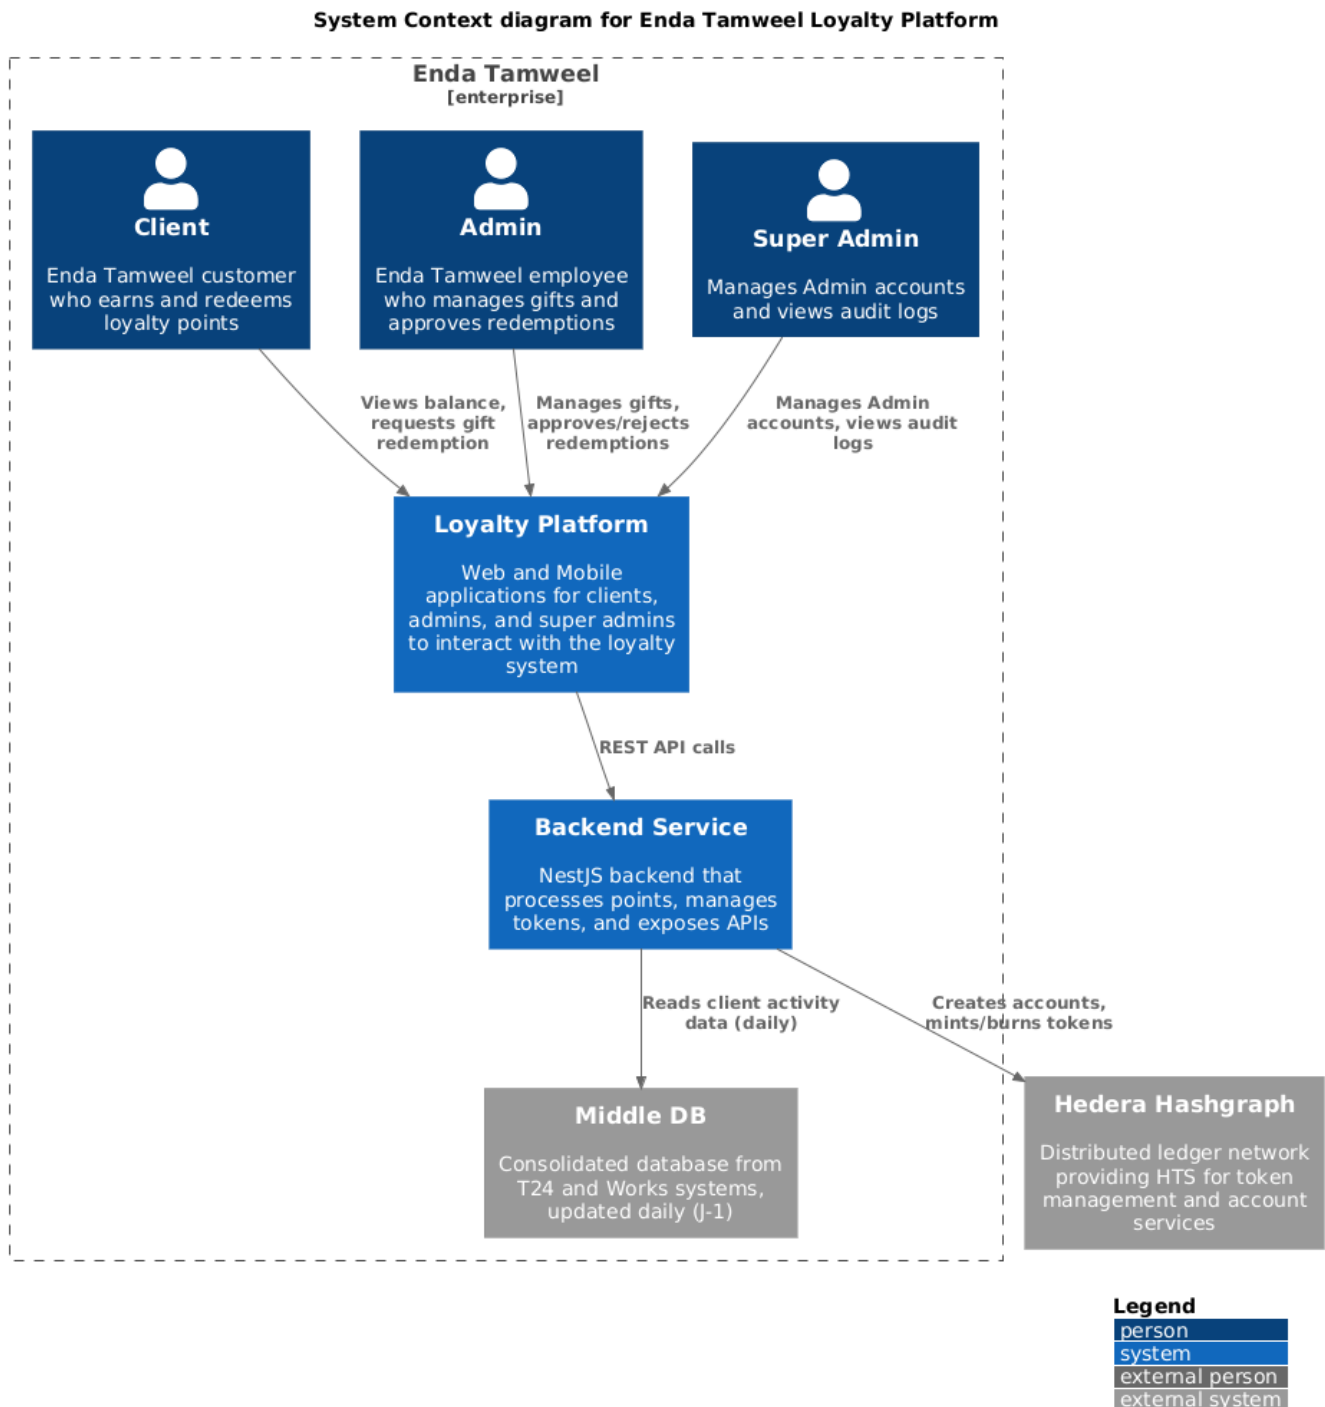 System Context diagram for Enda Tamweel Loyalty Platform
Enda Tamweel
[enterprise]
Client
Enda Tamweel customer
who earns and redeems
loyalty points
Admin
Enda Tamweel employee
who manages gifts and
approves redemptions
Super Admin
Manages Admin accounts
and views audit logs
Views balance,
requests gift
redemption
Manages gifts,
approves/rejects
redemptions
Manages Admin
accounts, views audit
logs
Loyalty Platform
Web and Mobile
applications for clients,
admins, and super admins
to interact with the loyalty
system
REST API calls
Backend Service
NestJS backend that
processes points, manages
tokens, and exposes APIs
Reads client activity
data (daily)
Creates accounts,
mints/burns tokens
Middle DB
Consolidated database from
T24 and Works systems,
updated daily (J-1)
Hedera Hashgraph
Distributed ledger network
providing HTS for token
management and account
services
Legend
person
system
external person
external system